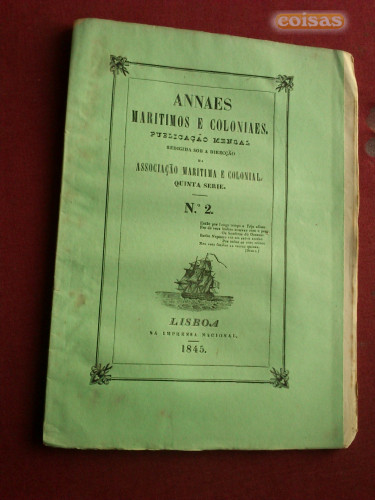 coisas
ANNAES
MARITIMOS E COLONIAES.
PUBLICAÇÃO MENSAL
REDIGIDA SOB A DIRECÇÃO
DA
ASSOCIAÇÃO MARITIMA E COLONIAL.
QUINTA SERIE.
N.º 2.
LISBOA
NA IMPRENSA NACIONAL.
1845.